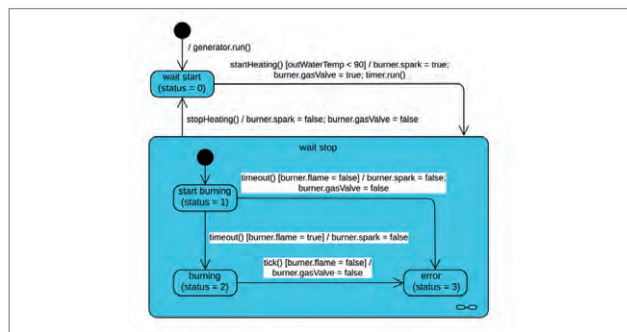 / generator.run()
startHeating() [outWaterTemp < 90] / burner.spark = true;
burner.gasValve = true; timer.run()
wait start
(status = 0)
stopHeating() / burner.spark = false; burner.gasValve = false
wait stop
timeout() [burner.flame = false] / burner.spark = false;
burner.gasValve = false
start burning
(status = 1)
timeout() [burner.flame = true] / burner.spark = false
tick() [burner.flame = false] /
burner.gasValve = false
burning
(status = 2)
error
(status = 3)